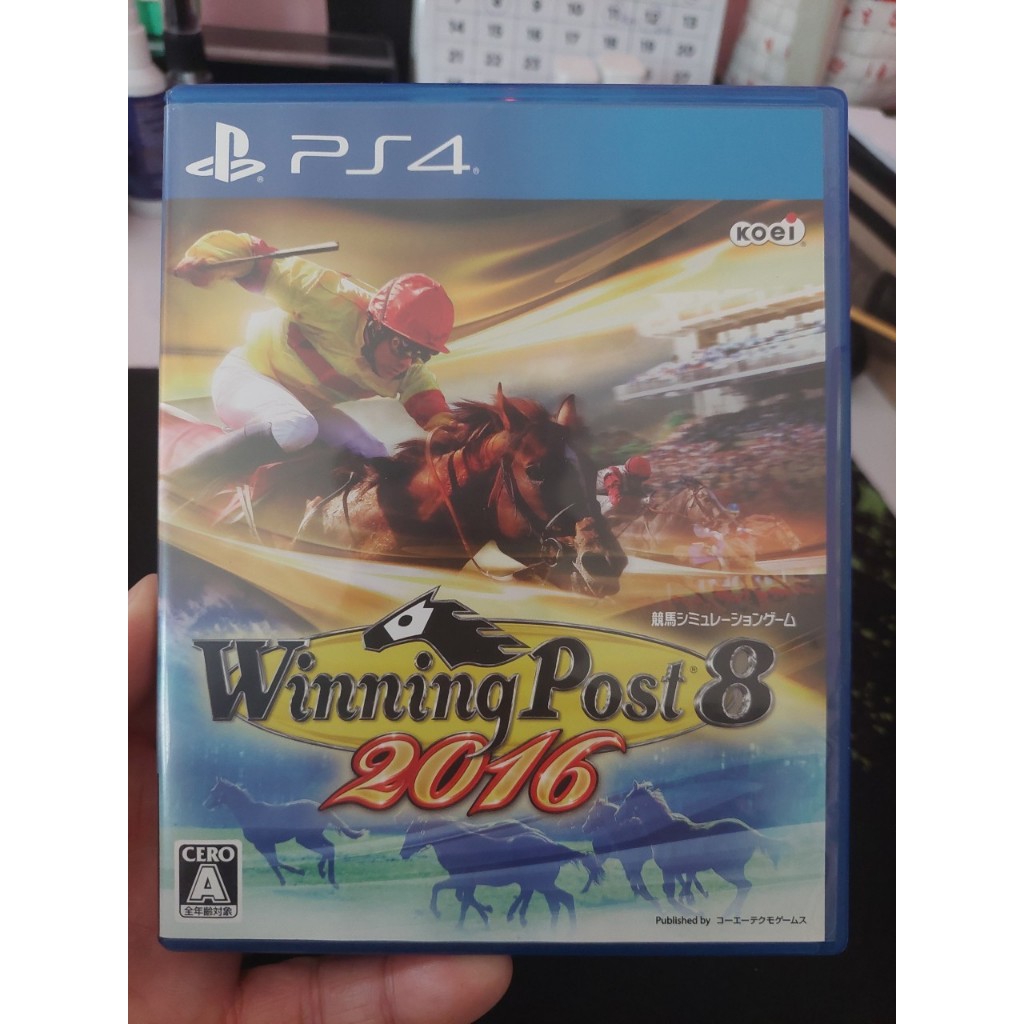 PS4
KOEI
競馬シミュレーションゲーム
Winning Post 8
2016
CERO
A
全年齢対象
Published by コーエーテクモゲームス